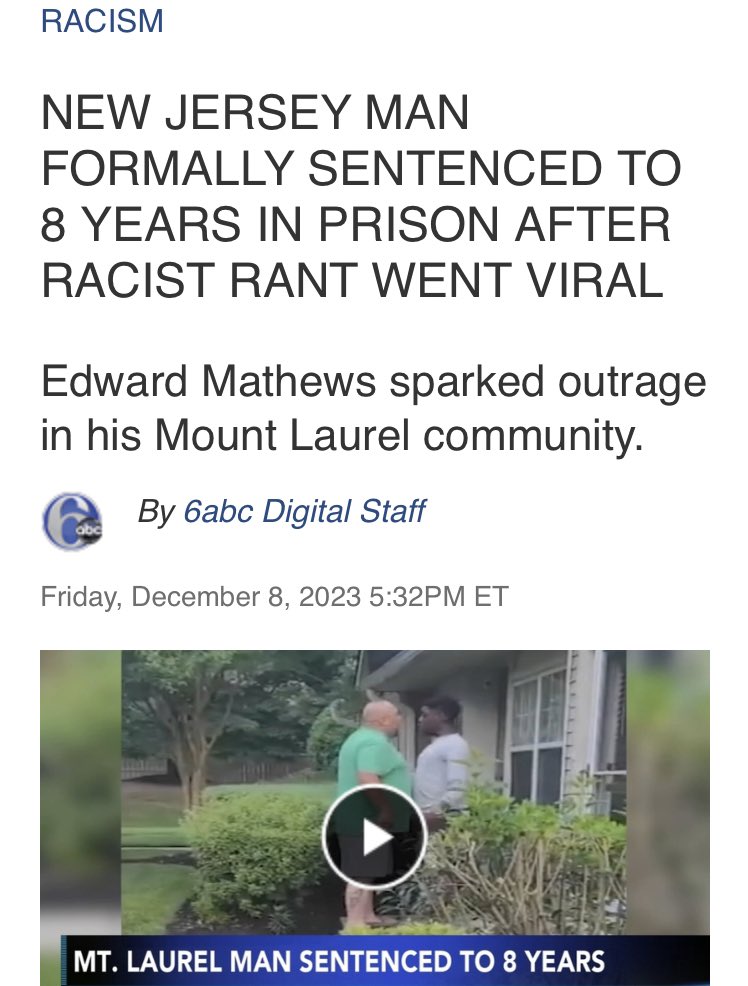 RACISM
NEW JERSEY MAN
FORMALLY SENTENCED TO
8 YEARS IN PRISON AFTER
RACIST RANT WENT VIRAL
Edward Mathews sparked outrage
in his Mount Laurel community.
6abc
By 6abc Digital Staff
Friday, December 8, 2023 5:32PM ET
MT. LAUREL MAN SENTENCED TO 8 YEARS